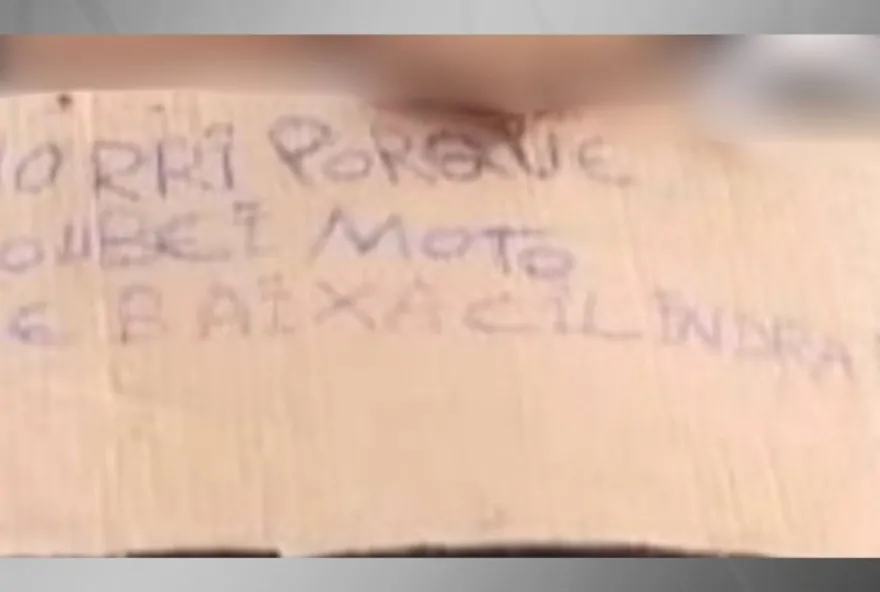 ORRI PORQUE
OUBEI MOTO
E BAIXA CILINDRA